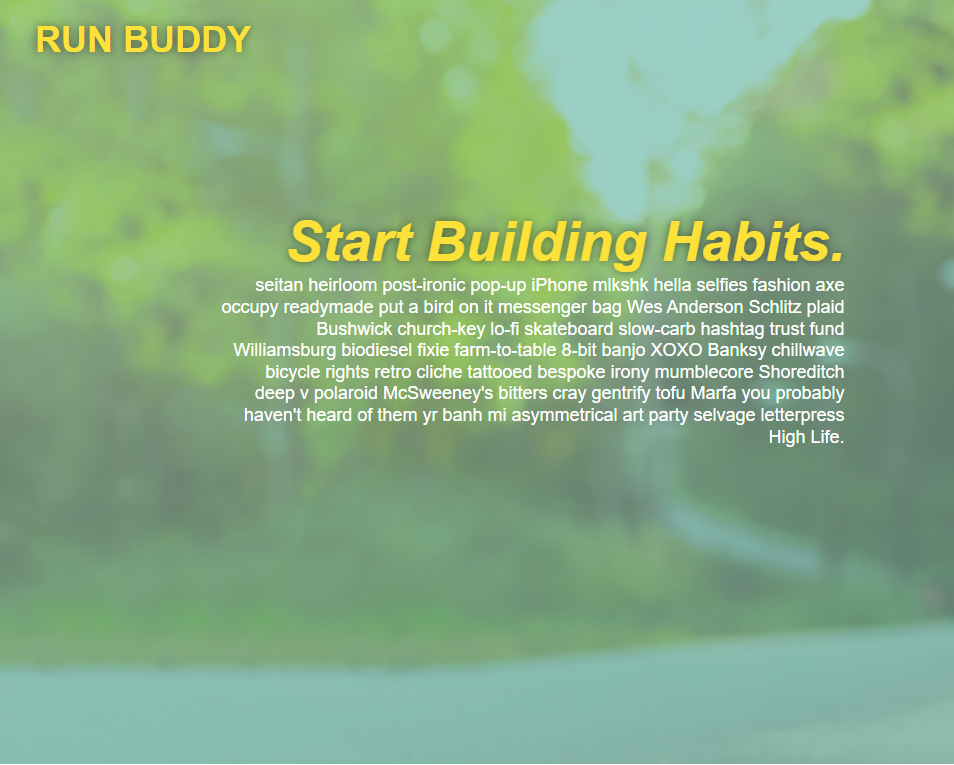 RUN BUDDY
Start Building Habits.
seitan heirloom post-ironic pop-up iPhone mlkshk hella selfies fashion axe
occupy readymade put a bird on it messenger bag Wes Anderson Schlitz plaid
Bushwick church-key lo-fi skateboard slow-carb hashtag trust fund
Williamsburg biodiesel fixie farm-to-table 8-bit banjo XOXO Banksy chillwave
bicycle rights retro cliche tattooed bespoke irony mumblecore Shoreditch
deep v polaroid McSweeney's bitters cray gentrify tofu Marfa you probably
haven't heard of them yr banh mi asymmetrical art party selvage letterpress
High Life.